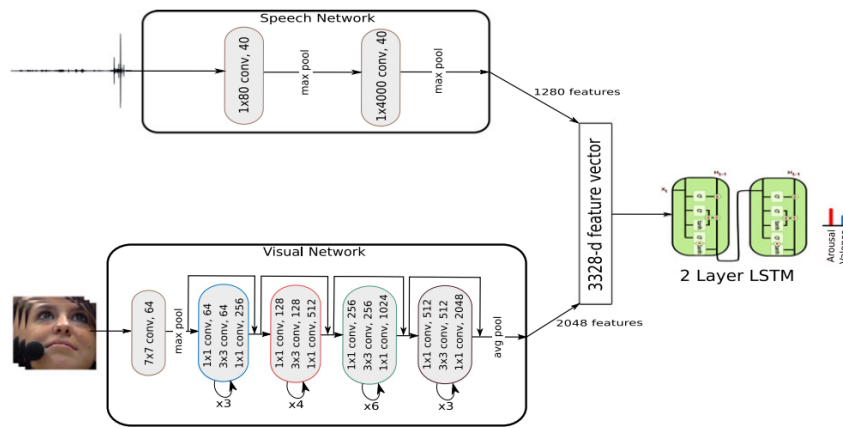 Speech Network
1x80 conv, 40
max pool
1x4000 conv, 40
max pool
1280 features
3328-d feature vector
2 Layer LSTM
Arousal
Visual Network
7x7 conv, 64
max pool
1x1 conv, 64
3x3 conv, 64
1x1 conv, 256
x3
1x1 conv, 128
3x3 conv, 128
1x1 conv, 512
x4
1x1 conv, 256
3x3 conv, 256
1x1 conv, 1024
x6
1x1 conv, 512
3x3 conv, 512
1x1 conv, 2048
x3
avg pool
2048 features